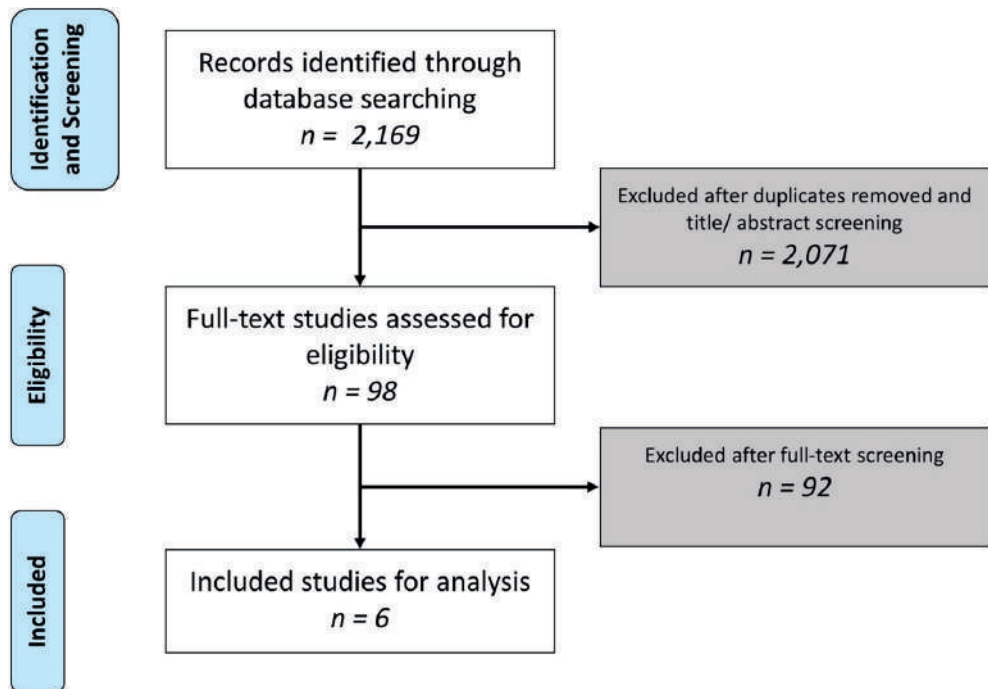 Identification
and Screening
Records identified through
database searching
n = 2,169
Excluded after duplicates removed and
title/ abstract screening
n = 2,071
Eligibility
Full-text studies assessed for
eligibility
n = 98
Excluded after full-text screening
n = 92
Included
Included studies for analysis
n = 6